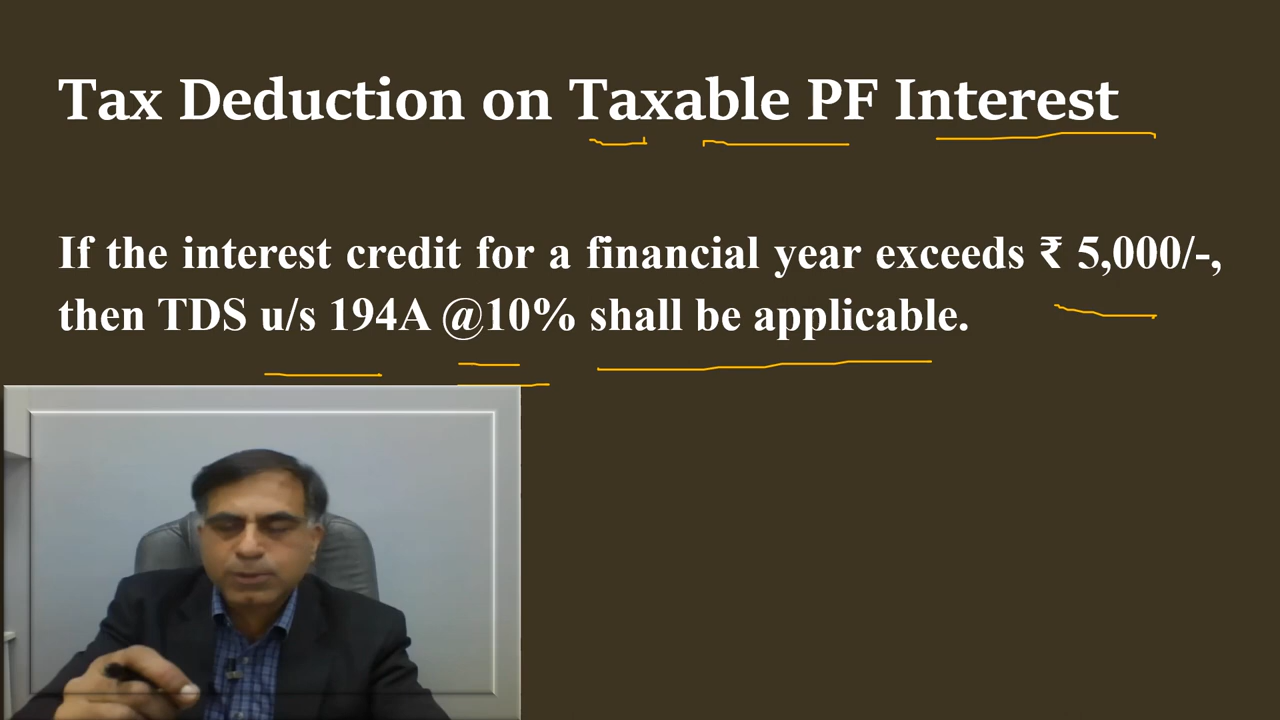 Tax Deduction on Taxable PF Interest
If the interest credit for a financial year exceeds ₹ 5,000/-,
then TDS u/s 194A @10% shall be applicable.